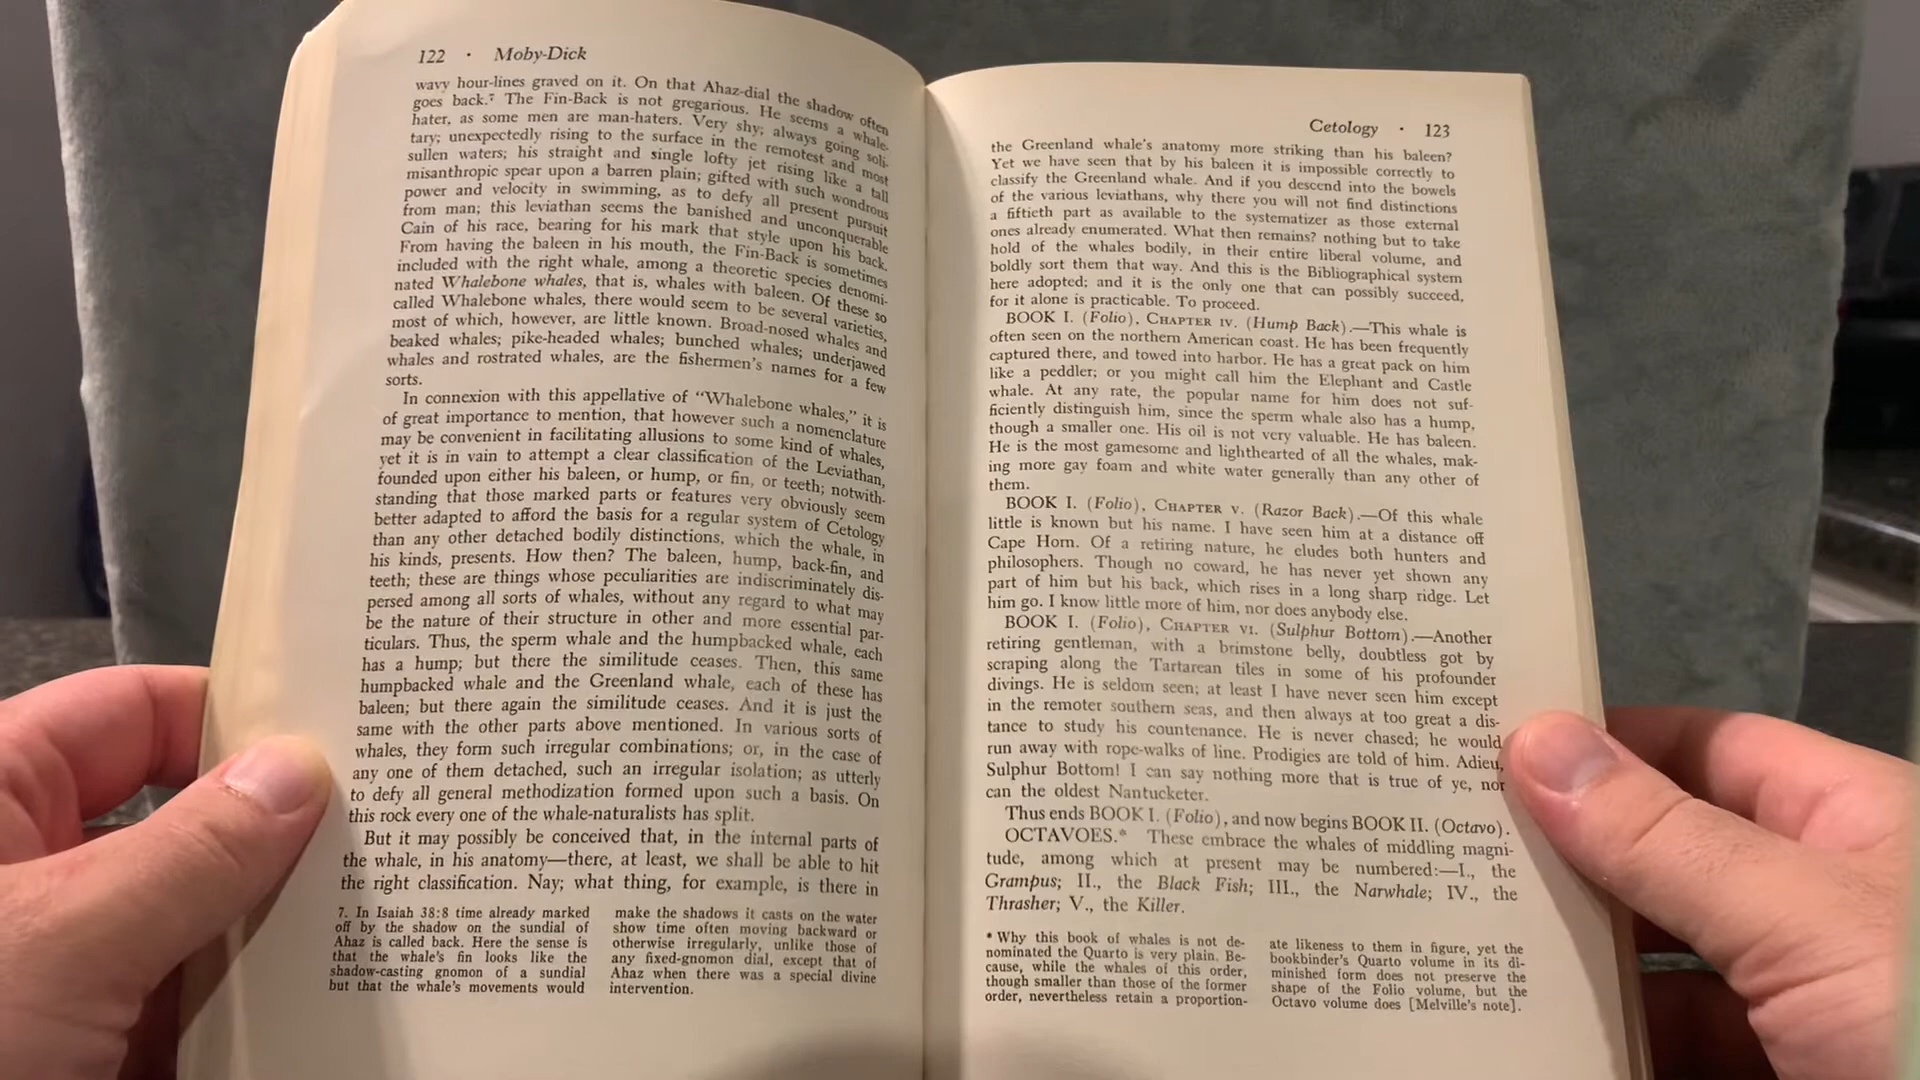 122 · Moby-Dick
wavy hour-lines graved on it. On that Ahaz-dial the shadow often
goes back.⁷ The Fin-Back is not gregarious. He seems a whale-
hater, as some men are man-haters. Very shy; always going soli-
tary; unexpectedly rising to the surface in the remotest and most
sullen waters; his straight and single lofty jet rising like a tall
misanthropic spear upon a barren plain; gifted with such wondrous
power and velocity in swimming, as to defy all present pursuit
from man; this leviathan seems the banished and unconquerable
Cain of his race, bearing for his mark that style upon his back.
From having the baleen in his mouth, the Fin-Back is sometimes
included with the right whale, among a theoretic species denomi-
nated Whalebone whales, that is, whales with baleen. Of these so
called Whalebone whales, there would seem to be several varieties,
most of which, however, are little known. Broad-nosed whales and
beaked whales; pike-headed whales; bunched whales; underjawed
whales and rostrated whales, are the fishermen's names for a few
sorts.
In connexion with this appellative of "Whalebone whales," it is
of great importance to mention, that however such a nomenclature
may be convenient in facilitating allusions to some kind of whales,
yet it is in vain to attempt a clear classification of the Leviathan,
founded upon either his baleen, or hump, or fin, or teeth; notwith-
standing that those marked parts or features very obviously seem
better adapted to afford the basis for a regular system of Cetology
than any other detached bodily distinctions, which the whale, in
his kinds, presents. How then? The baleen, hump, back-fin, and
teeth; these are things whose peculiarities are indiscriminately dis-
persed among all sorts of whales, without any regard to what may
be the nature of their structure in other and more essential par-
ticulars. Thus, the sperm whale and the humpbacked whale, each
has a hump; but there the similitude ceases. Then, this same
humpbacked whale and the Greenland whale, each of these has
baleen; but there again the similitude ceases. And it is just the
same with the other parts above mentioned. In various sorts of
whales, they form such irregular combinations; or, in the case of
any one of them detached, such an irregular isolation; as utterly
to defy all general methodization formed upon such a basis. On
this rock every one of the whale-naturalists has split.
But it may possibly be conceived that, in the internal parts of
the whale, in his anatomy—there, at least, we shall be able to hit
the right classification. Nay; what thing, for example, is there in
7. In Isaiah 38:8 time already marked
off by the shadow on the sundial of
Ahaz is called back. Here the sense is
that the whale's fin looks like the
shadow-casting gnomon of a sundial
but that the whale's movements would
make the shadows it casts on the water
show time often moving backward or
otherwise irregularly, unlike those of
any fixed-gnomon dial, except that of
Ahaz when there was a special divine
intervention.
Cetology · 123
the Greenland whale's anatomy more striking than his baleen?
Yet we have seen that by his baleen it is impossible correctly to
classify the Greenland whale. And if you descend into the bowels
of the various leviathans, why there you will not find distinctions
a fiftieth part as available to the systematizer as those external
ones already enumerated. What then remains? nothing but to take
hold of the whales bodily, in their entire liberal volume, and
boldly sort them that way. And this is the Bibliographical system
here adopted; and it is the only one that can possibly succeed,
for it alone is practicable. To proceed.
BOOK I. (Folio), CHAPTER IV. (Hump Back).—This whale is
often seen on the northern American coast. He has been frequently
captured there, and towed into harbor. He has a great pack on him
like a peddler; or you might call him the Elephant and Castle
whale. At any rate, the popular name for him does not suf-
ficiently distinguish him, since the sperm whale also has a hump,
though a smaller one. His oil is not very valuable. He has baleen.
He is the most gamesome and lighthearted of all the whales, mak-
ing more gay foam and white water generally than any other of
them.
BOOK I. (Folio), CHAPTER V. (Razor Back).—Of this whale
little is known but his name. I have seen him at a distance off
Cape Horn. Of a retiring nature, he eludes both hunters and
philosophers. Though no coward, he has never yet shown any
part of him but his back, which rises in a long sharp ridge. Let
him go. I know little more of him, nor does anybody else.
BOOK I. (Folio), CHAPTER VI. (Sulphur Bottom).—Another
retiring gentleman, with a brimstone belly, doubtless got by
scraping along the Tartarean tiles in some of his profounder
divings. He is seldom seen; at least I have never seen him except
in the remoter southern seas, and then always at too great a dis-
tance to study his countenance. He is never chased; he would
run away with rope-walks of line. Prodigies are told of him. Adieu,
Sulphur Bottom! I can say nothing more that is true of ye, nor
can the oldest Nantucketer.
Thus ends BOOK I. (Folio), and now begins BOOK II. (Octavo).
OCTAVOES.* These embrace the whales of middling magni-
tude, among which at present may be numbered:—I., the
Grampus; II., the Black Fish; III., the Narwhale; IV., the
Thrasher; V., the Killer.
* Why this book of whales is not de-
nominated the Quarto is very plain. Be-
cause, while the whales of this order,
though smaller than those of the former
order, nevertheless retain a proportion-
ate likeness to them in figure, yet the
bookbinder's Quarto volume in its di-
minished form does not preserve the
shape of the Folio volume, but the
Octavo volume does [Melville's note].